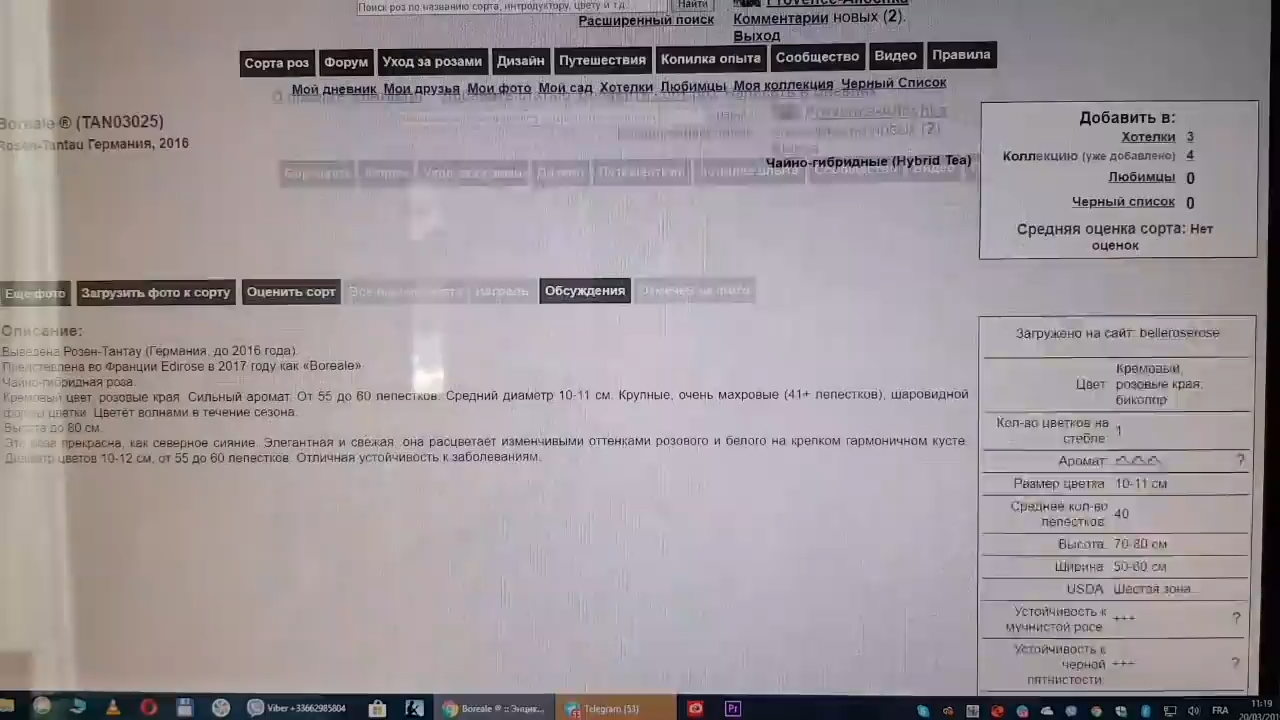 Поиск роз по названию сорта, интродуктору, цвету и т.д.
Найти
Расширенный поиск
Комментарии новых (2).
Выход
Сорта роз Форум Уход за розами Дизайн Путешествия Копилка опыта Сообщество Видео Правила
Мой дневник Мои друзья Мои фото Мой сад Хотелки Любимцы Моя коллекция Черный Список
Boreale ® (TAN03025)
Rosen-Tantau Германия, 2016
Чайно-гибридные (Hybrid Tea)
Добавить в:
Хотелки 3
Коллекцию (уже добавлено) 4
Любимцы 0
Черный список 0
Средняя оценка сорта: Нет
оценок
Еще фото Загрузить фото к сорту Оценить сорт Обсуждения
Описание:
Выведена Розен-Тантау (Германия, до 2016 года).
Представлена во Франции Edirose в 2017 году как «Boreale»
Чайно-гибридная роза.
Кремовый цвет, розовые края. Сильный аромат. От 55 до 60 лепестков. Средний диаметр 10-11 см. Крупные, очень махровые (41+ лепестков), шаровидной
формы цветки. Цветёт волнами в течение сезона.
Высота до 80 см.
Эта роза прекрасна, как северное сияние. Элегантная и свежая, она расцветает изменчивыми оттенками розового и белого на крепком гармоничном кусте.
Диаметр цветов 10-12 см, от 55 до 60 лепестков. Отличная устойчивость к заболеваниям.
Загружено на сайт: belleroserose
Цвет Кремовый,
розовые края,
биколор
Кол-во цветков на
стебле 1
Аромат ?
Размер цветка 10-11 см
Среднее кол-во
лепестков 40
Высота 70-80 см
Ширина 50-60 см
USDA Шестая зона...
Устойчивость к
мучнистой росе +++ ?
Устойчивость к
черной
пятнистости +++ ?
Viber +33662985804
Boreale ® :: Энцик...
Telegram (53)
Pr
FRA
11:19
20/03/201